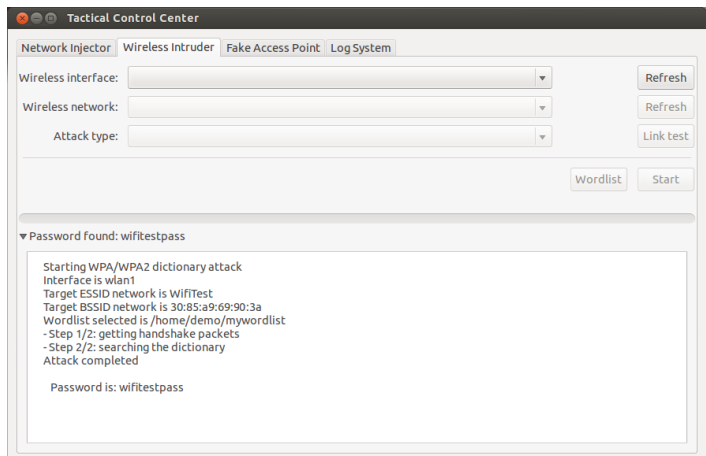 Tactical Control Center
Network Injector Wireless Intruder Fake Access Point Log System
Wireless interface: Refresh
Wireless network: Refresh
Attack type: Link test
Wordlist Start
Password found: wifitestpass
Starting WPA/WPA2 dictionary attack
Interface is wlan1
Target ESSID network is WifiTest
Target BSSID network is 30:85:a9:69:90:3a
Wordlist selected is /home/demo/mywordlist
- Step 1/2: getting handshake packets
- Step 2/2: searching the dictionary
Attack completed
Password is: wifitestpass